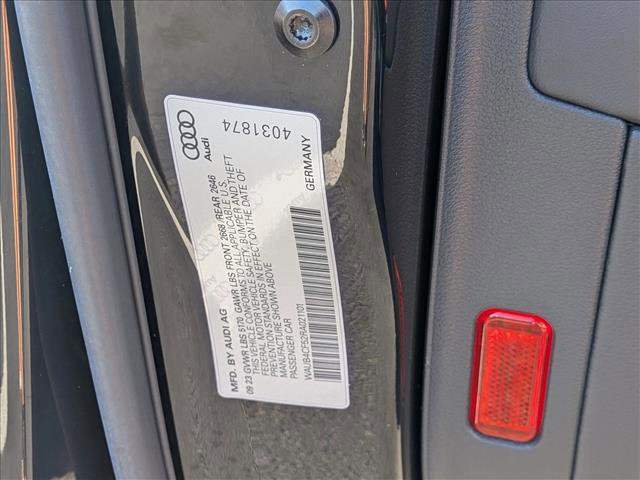 Audi
4031874
MFD. BY AUDI AG
GERMANY
09 23 GVWR LBS 5170 GAWR LBS FRONT 2668 /REAR 2646
THIS VEHICLE CONFORMS TO ALL APPLICABLE U.S.
FEDERAL MOTOR VEHICLE SAFETY, BUMPER AND THEFT
PREVENTION STANDARDS IN EFFECT ON THE DATE OF
MANUFACTURE SHOWN ABOVE
PASSENGER CAR
WAUB4CF52RA021101